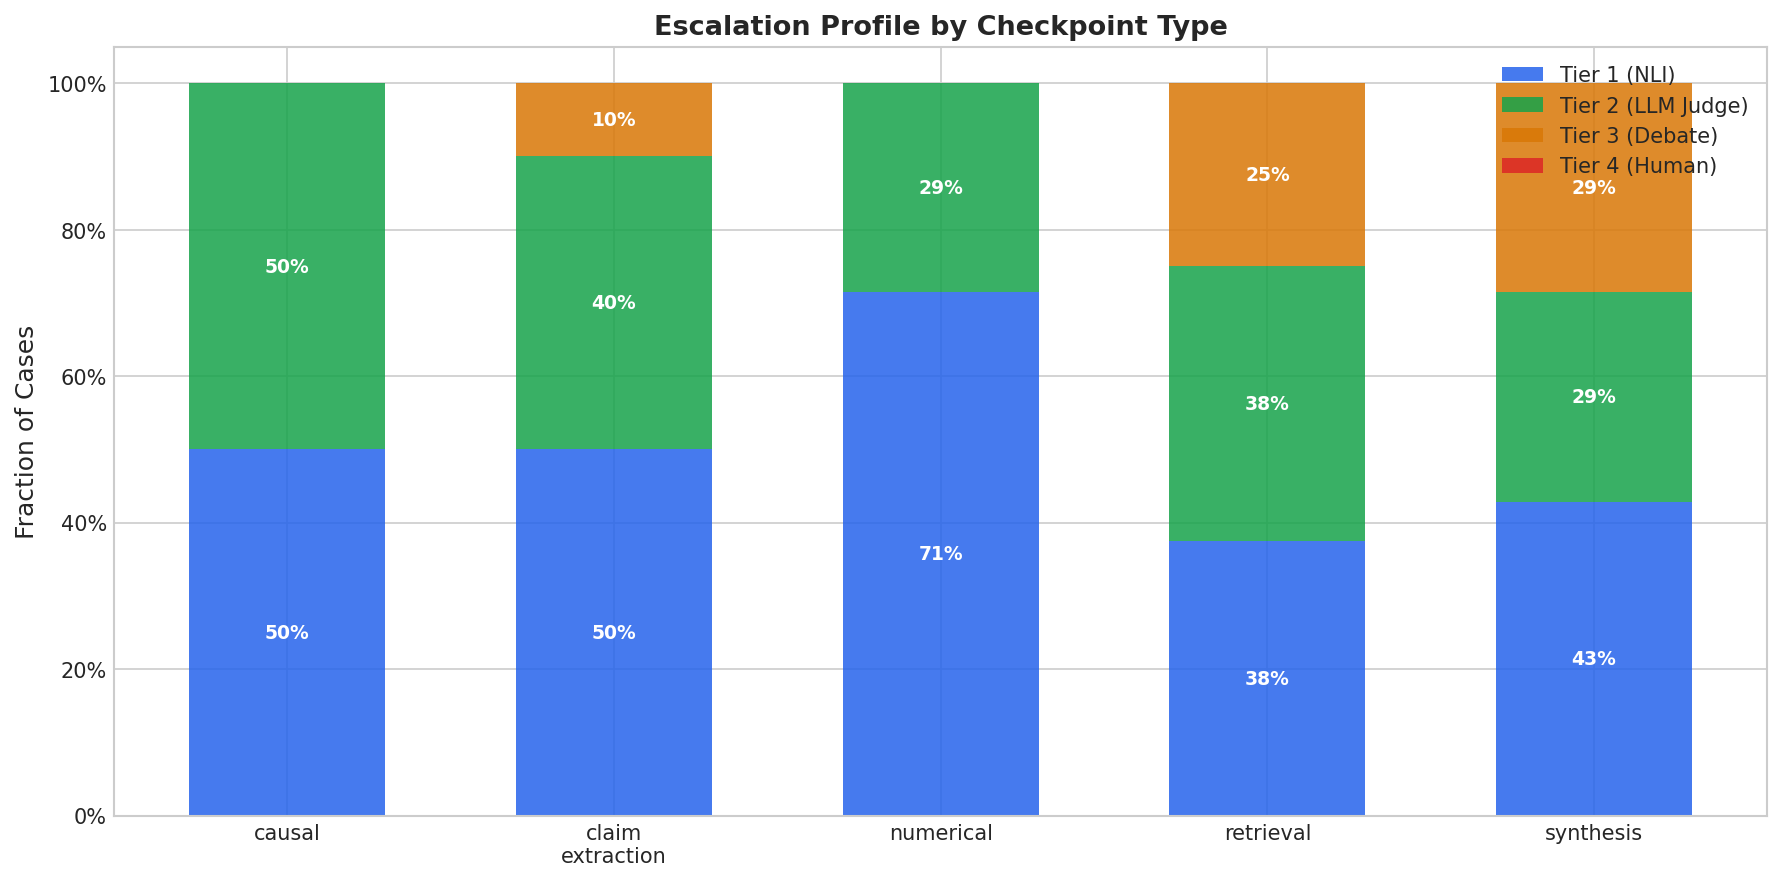 Escalation Profile by Checkpoint Type
Tier 1 (NLI)
Tier 2 (LLM Judge)
Tier 3 (Debate)
Tier 4 (Human)
Fraction of Cases
100%
80%
60%
40%
20%
0%
50%
50%
10%
40%
50%
29%
71%
25%
38%
38%
29%
29%
43%
causal
claim
extraction
numerical
retrieval
synthesis